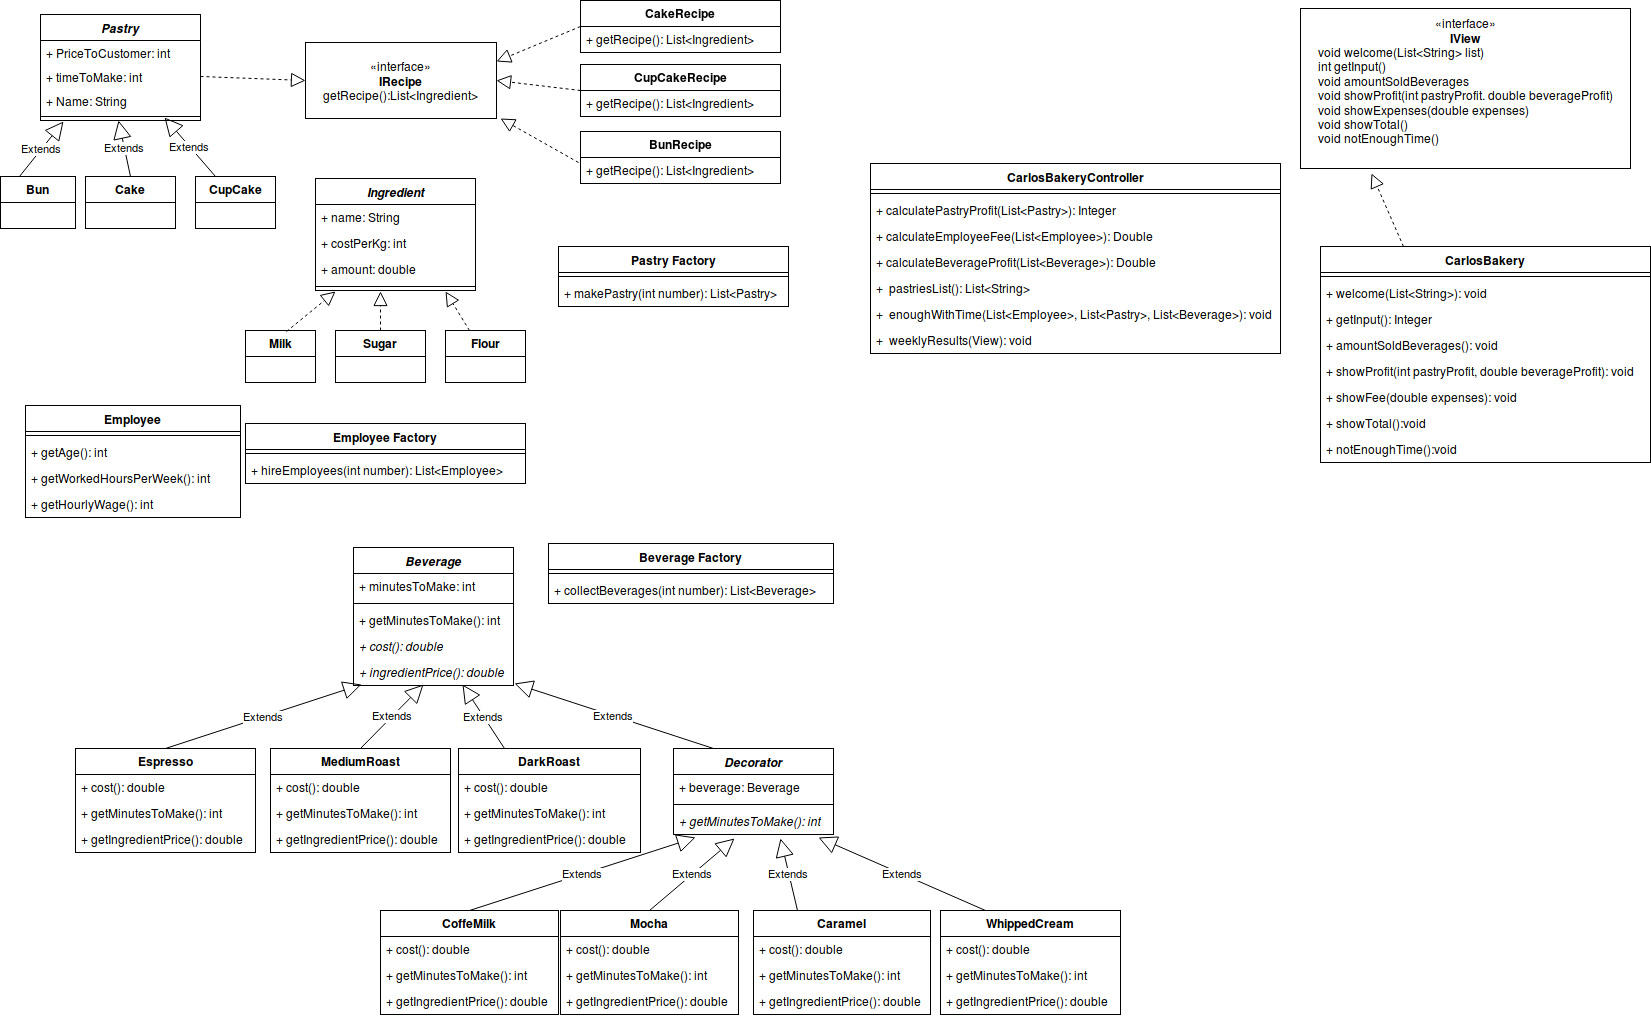 Pastry
+ PriceToCustomer: int
+ timeToMake: int
+ Name: String
Extends
Extends
Extends
Bun
Cake
CupCake
«interface»
IRecipe
getRecipe():List<Ingredient>
CakeRecipe
+ getRecipe(): List<Ingredient>
CupCakeRecipe
+ getRecipe(): List<Ingredient>
BunRecipe
+ getRecipe(): List<Ingredient>
Ingredient
+ name: String
+ costPerKg: int
+ amount: double
Milk
Sugar
Flour
Pastry Factory
+ makePastry(int number): List<Pastry>
CarlosBakeryController
+ calculatePastryProfit(List<Pastry>): Integer
+ calculateEmployeeFee(List<Employee>): Double
+ calculateBeverageProfit(List<Beverage>): Double
+ pastriesList(): List<String>
+ enoughWithTime(List<Employee>, List<Pastry>, List<Beverage>): void
+ weeklyResults(View): void
«interface»
IView
void welcome(List<String> list)
int getInput()
void amountSoldBeverages
void showProfit(int pastryProfit. double beverageProfit)
void showExpenses(double expenses)
void showTotal()
void notEnoughTime()
CarlosBakery
+ welcome(List<String>): void
+ getInput(): Integer
+ amountSoldBeverages(): void
+ showProfit(int pastryProfit, double beverageProfit): void
+ showFee(double expenses): void
+ showTotal():void
+ notEnoughTime():void
Employee
+ getAge(): int
+ getWorkedHoursPerWeek(): int
+ getHourlyWage(): int
Employee Factory
+ hireEmployees(int number): List<Employee>
Beverage
+ minutesToMake: int
+ getMinutesToMake(): int
+ cost(): double
+ ingredientPrice(): double
Beverage Factory
+ collectBeverages(int number): List<Beverage>
Extends
Extends
Extends
Extends
Espresso
+ cost(): double
+ getMinutesToMake(): int
+ getIngredientPrice(): double
MediumRoast
+ cost(): double
+ getMinutesToMake(): int
+ getIngredientPrice(): double
DarkRoast
+ cost(): double
+ getMinutesToMake(): int
+ getIngredientPrice(): double
Decorator
+ beverage: Beverage
+ getMinutesToMake(): int
Extends
Extends
Extends
Extends
CoffeMilk
+ cost(): double
+ getMinutesToMake(): int
+ getIngredientPrice(): double
Mocha
+ cost(): double
+ getMinutesToMake(): int
+ getIngredientPrice(): double
Caramel
+ cost(): double
+ getMinutesToMake(): int
+ getIngredientPrice(): double
WhippedCream
+ cost(): double
+ getMinutesToMake(): int
+ getIngredientPrice(): double